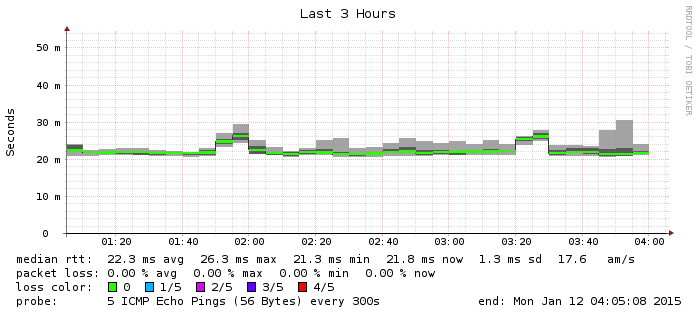 Last 3 Hours
RRDTOOL / TOBI OETIKER
Seconds
50 m
40 m
30 m
20 m
10 m
0
01:20 01:40 02:00 02:20 02:40 03:00 03:20 03:40 04:00
median rtt: 22.3 ms avg 26.3 ms max 21.3 ms min 21.8 ms now 1.3 ms sd 17.6 am/s
packet loss: 0.00 % avg 0.00 % max 0.00 % min 0.00 % now
loss color: 0 1/5 2/5 3/5 4/5
probe: 5 ICMP Echo Pings (56 Bytes) every 300s end: Mon Jan 12 04:05:08 2015